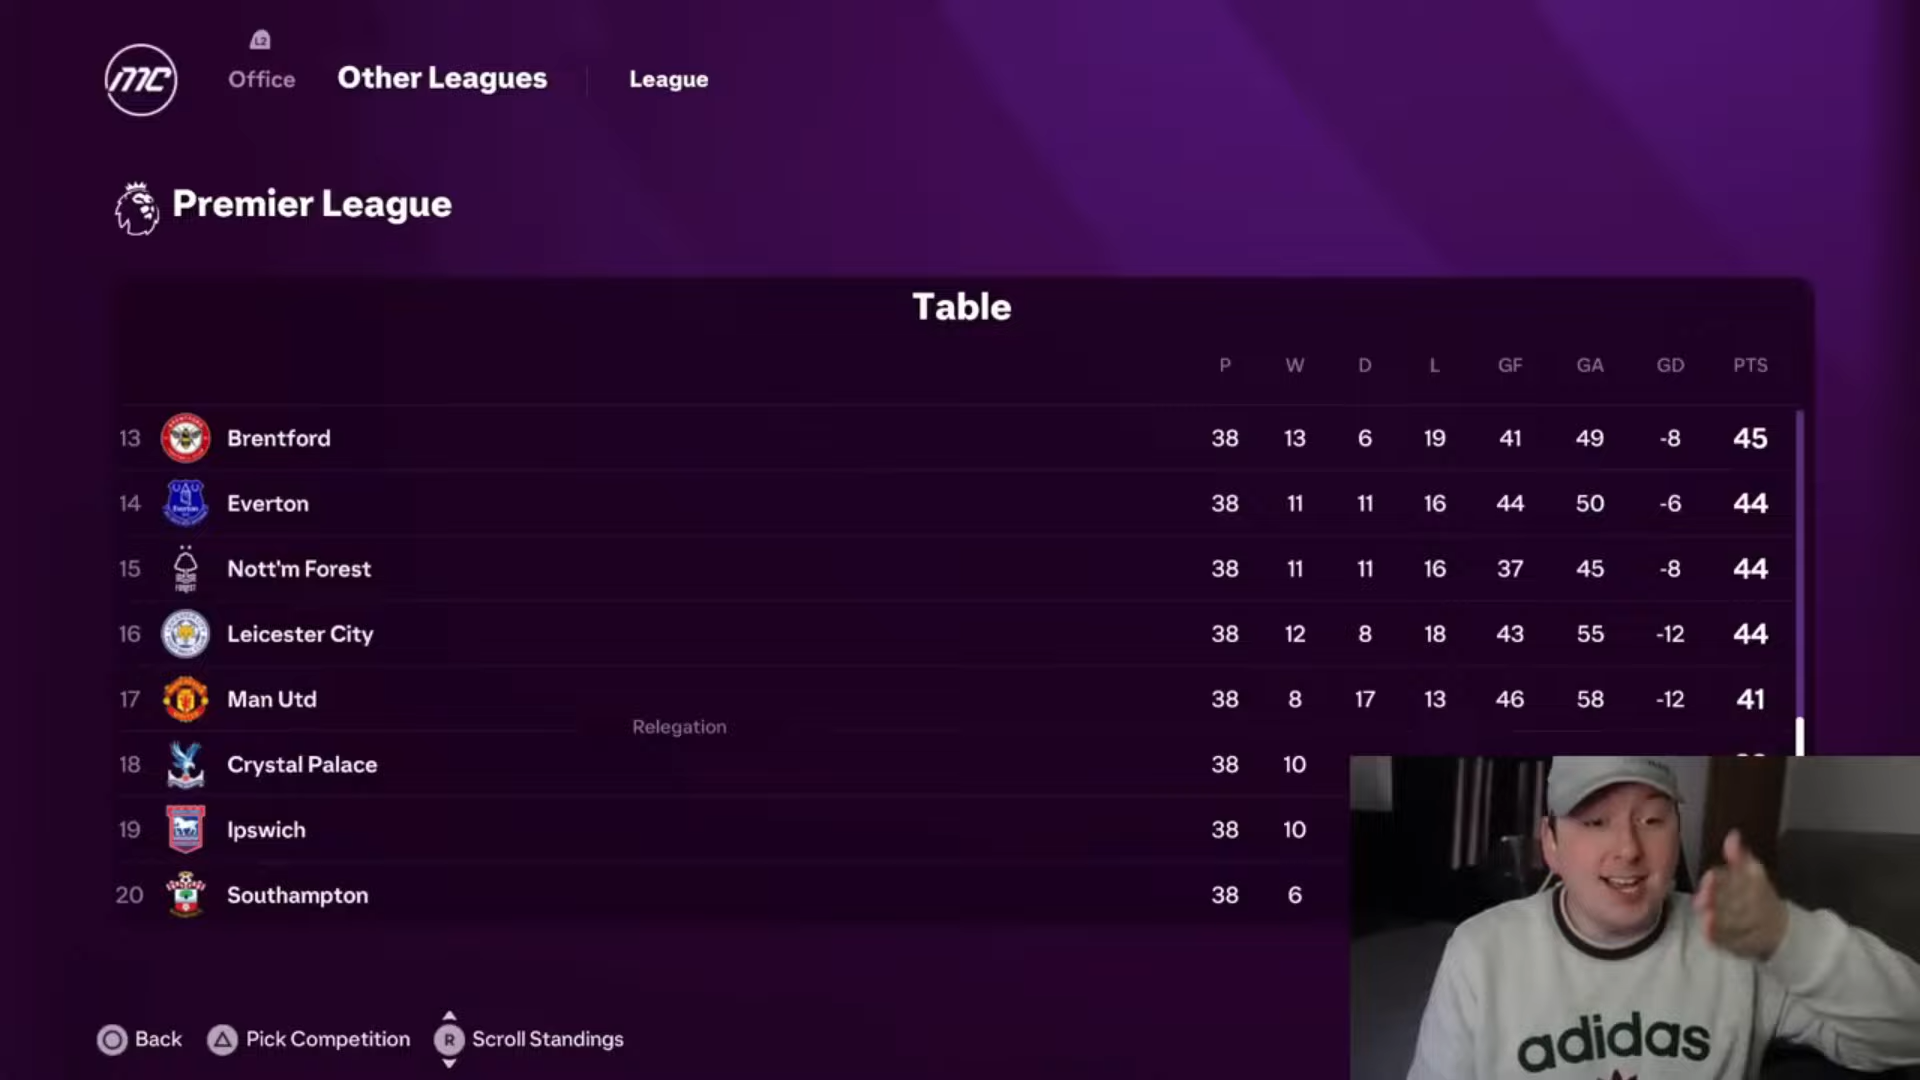 L2
MC Office Other Leagues League
Premier League
Table
P W D L GF GA GD PTS
13 Brentford 38 13 6 19 41 49 -8 45
14 Everton 38 11 11 16 44 50 -6 44
15 Nott'm Forest 38 11 11 16 37 45 -8 44
16 Leicester City 38 12 8 18 43 55 -12 44
17 Man Utd 38 8 17 13 46 58 -12 41
Relegation
18 Crystal Palace 38 10
19 Ipswich 38 10
20 Southampton 38 6
adidas
Back Pick Competition R Scroll Standings